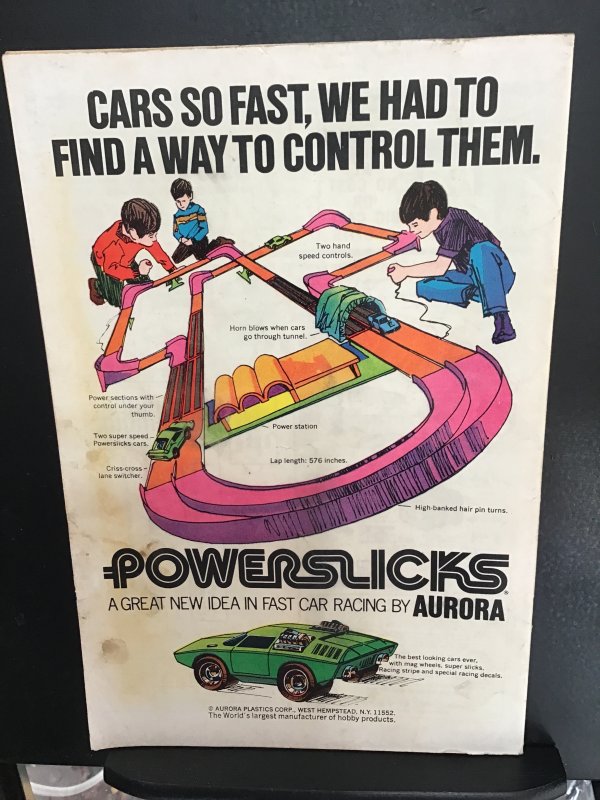 CARS SO FAST, WE HAD TO
FIND A WAY TO CONTROL THEM.
Two hand
speed controls.
Horn blows when cars
go through tunnel.
Power sections with
control under your
thumb.
Power station
Two super speed
Powerslicks cars.
Lap length: 576 inches.
Criss-cross
lane switcher.
High-banked hair pin turns.
POWERSLICKS®
A GREAT NEW IDEA IN FAST CAR RACING BY AURORA
The best looking cars ever,
with mag wheels, super slicks,
Racing stripe and special racing decals.
© AURORA PLASTICS CORP., WEST HEMPSTEAD, N.Y. 11552.
The World's largest manufacturer of hobby products.